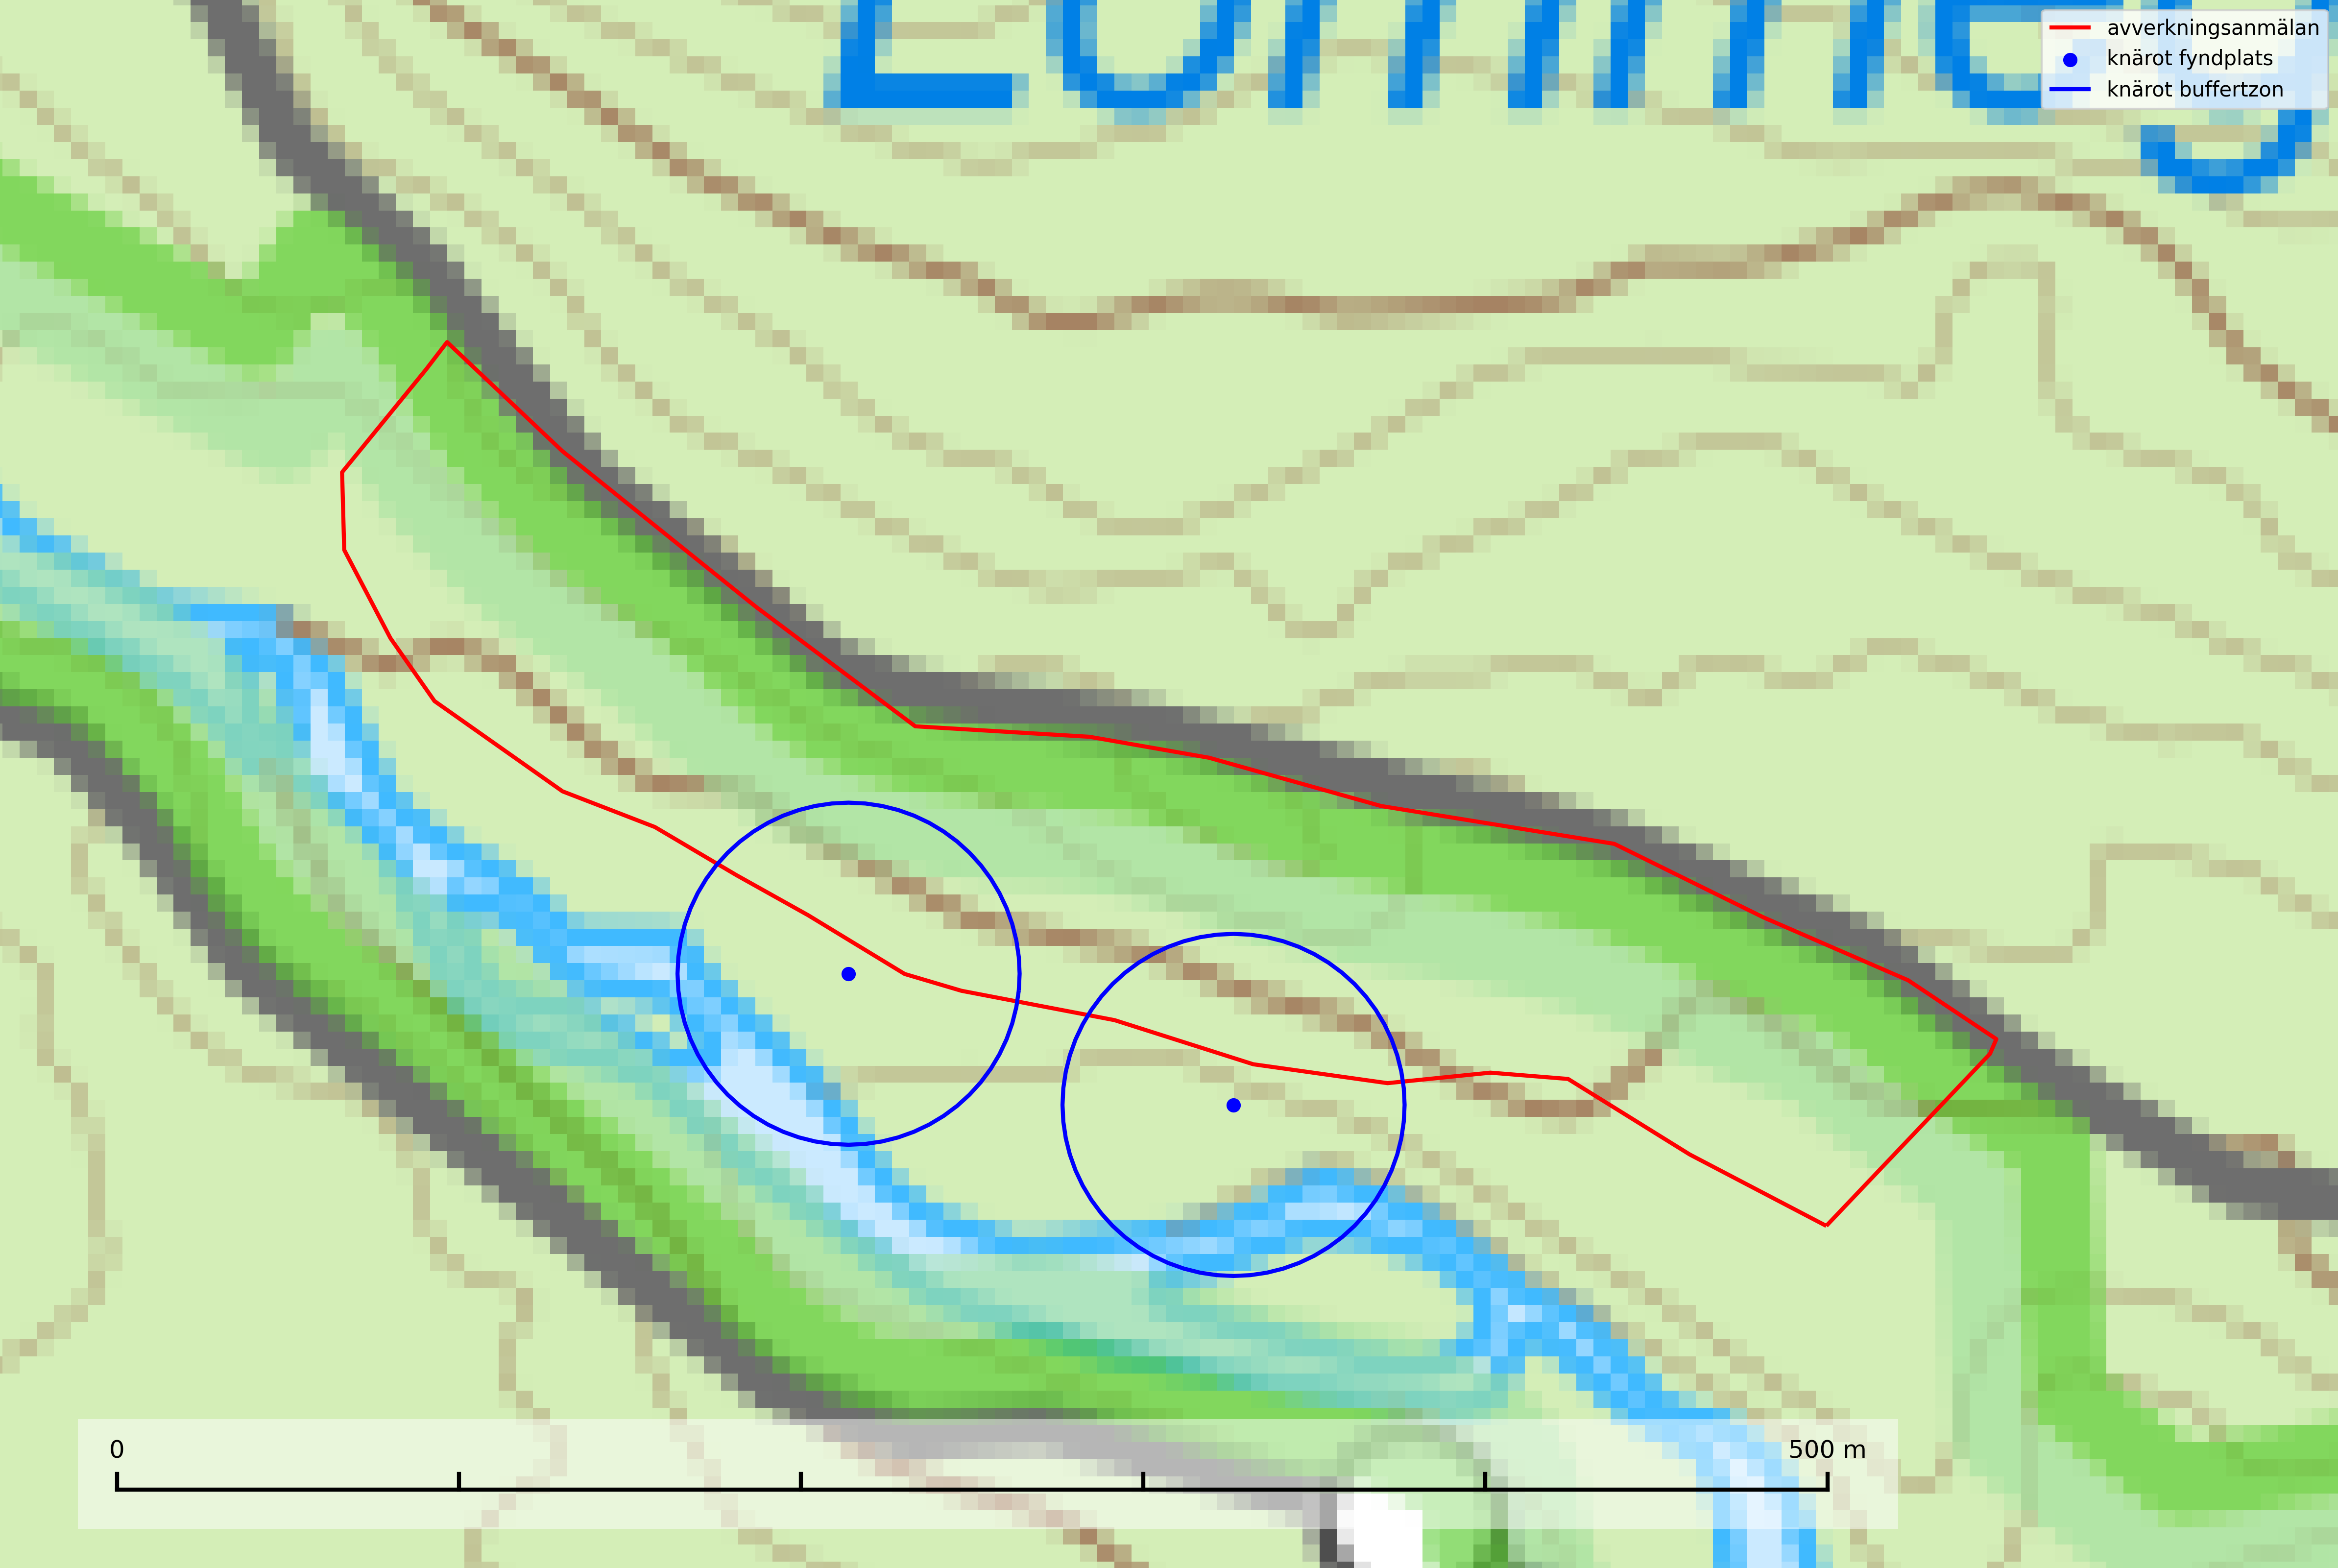 avverkningsanmälan
knärot fyndplats
knärot buffertzon
0
500 m